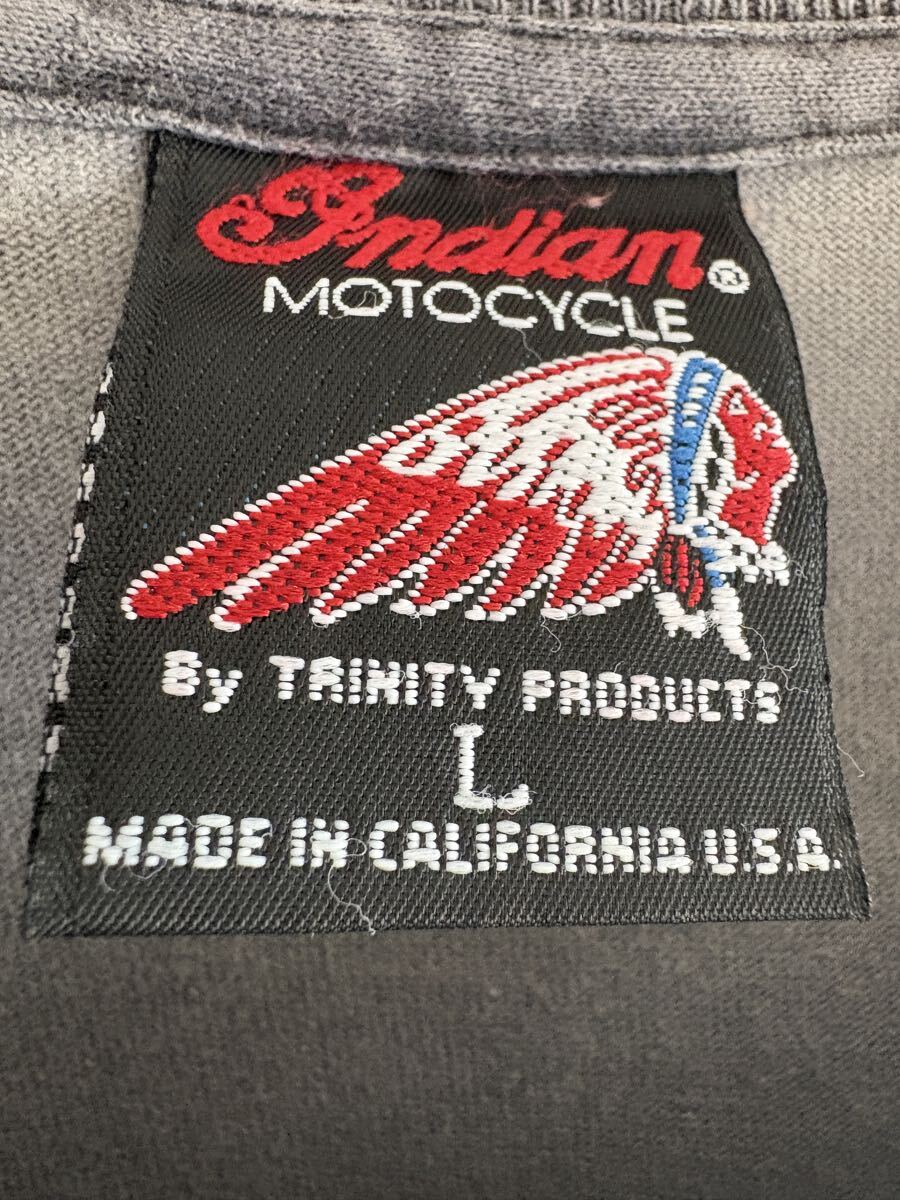 Indian®
MOTOCYCLE
By TRINITY PRODUCTS
L
MADE IN CALIFORNIA U.S.A.